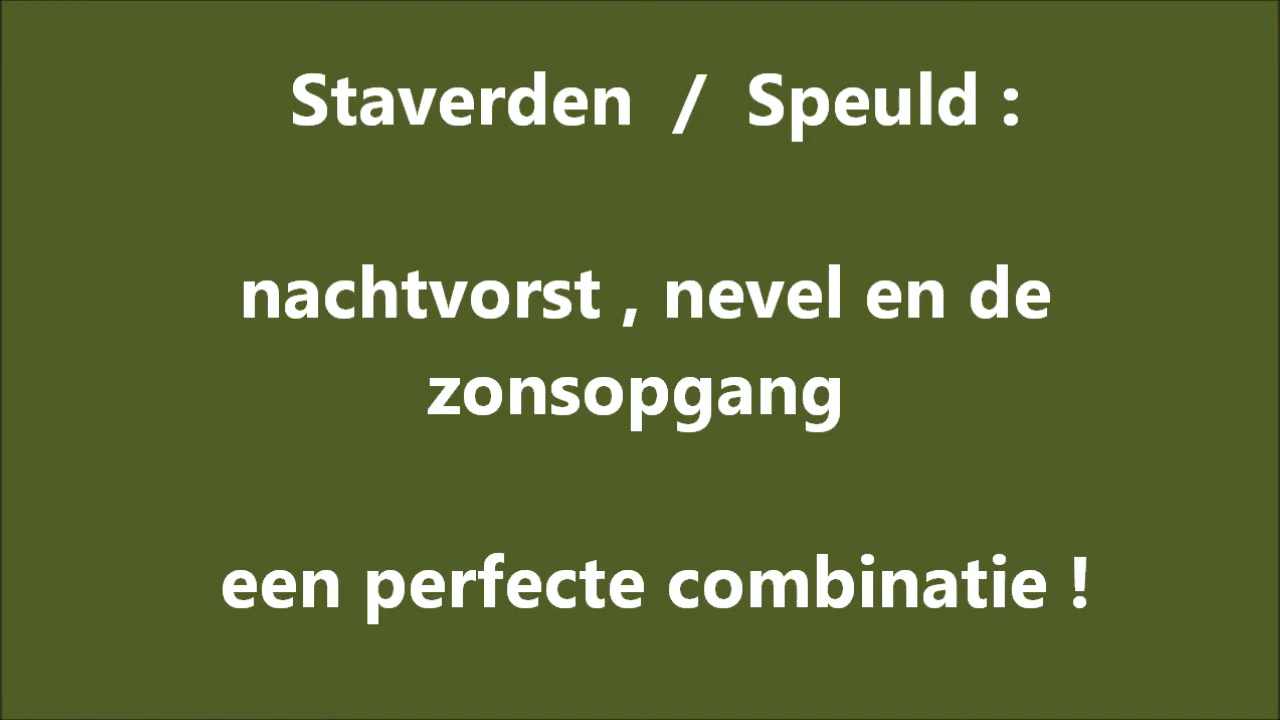 Staverden / Speuld :
nachtvorst , nevel en de
zonsopgang
een perfecte combinatie !